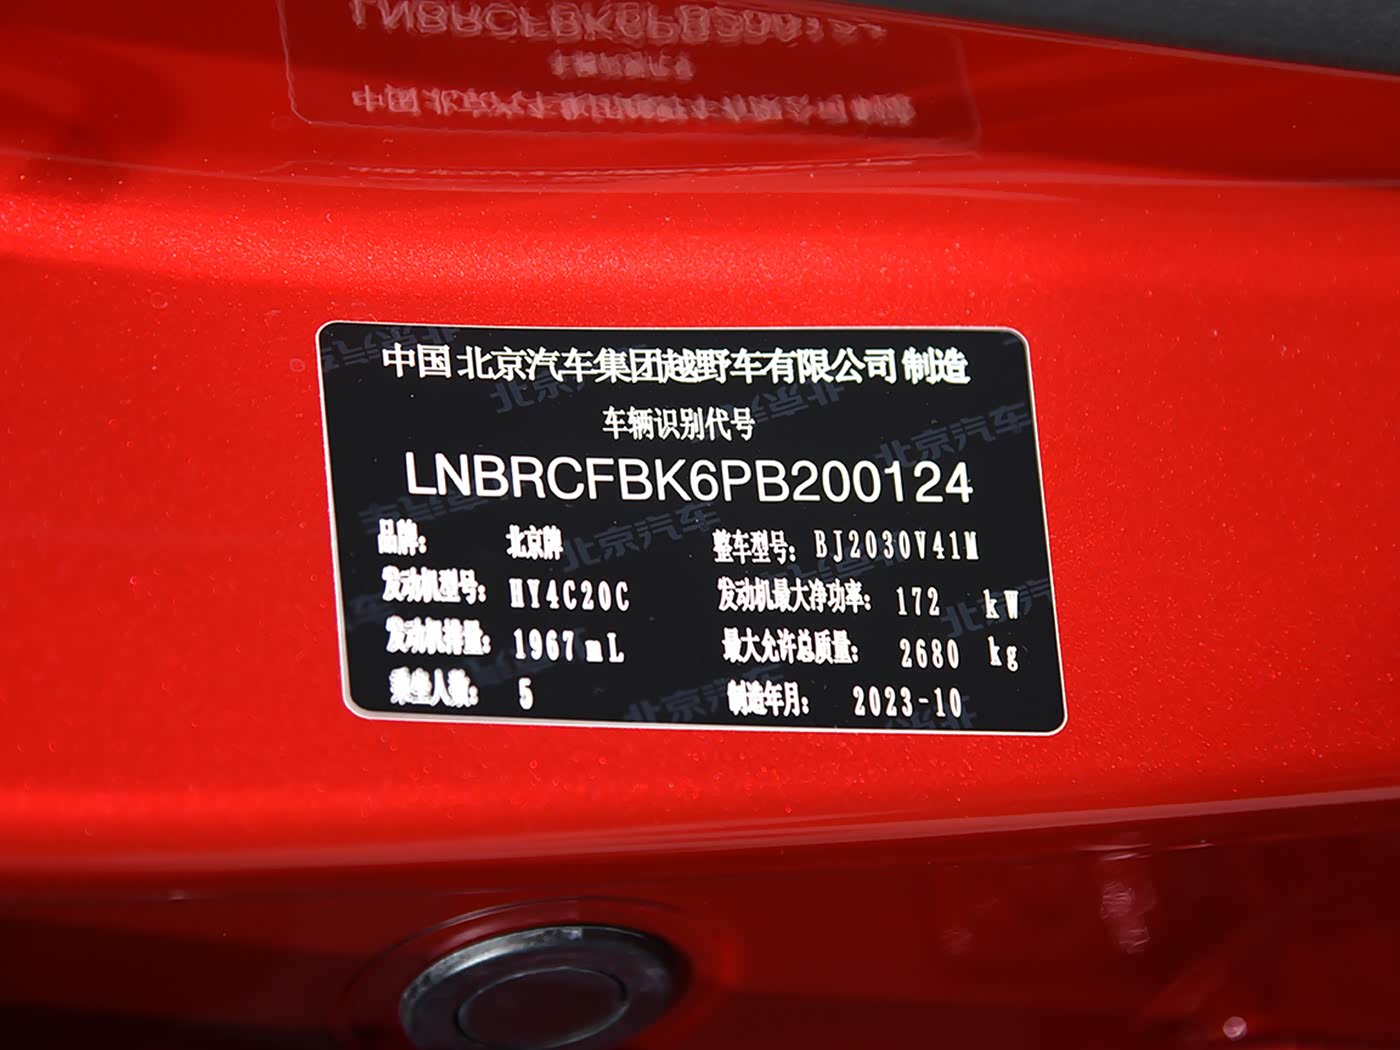 中国 北京汽车集团越野车有限公司 制造
车辆识别代号
LNBRCFBK6PB200124
品牌: 北京牌 整车型号: BJ2030V41M
发动机型号: HY4C20C 发动机最大净功率: 172 kW
发动机排量: 1967 mL 最大允许总质量: 2680 kg
乘坐人数: 5 制造年月: 2023-10